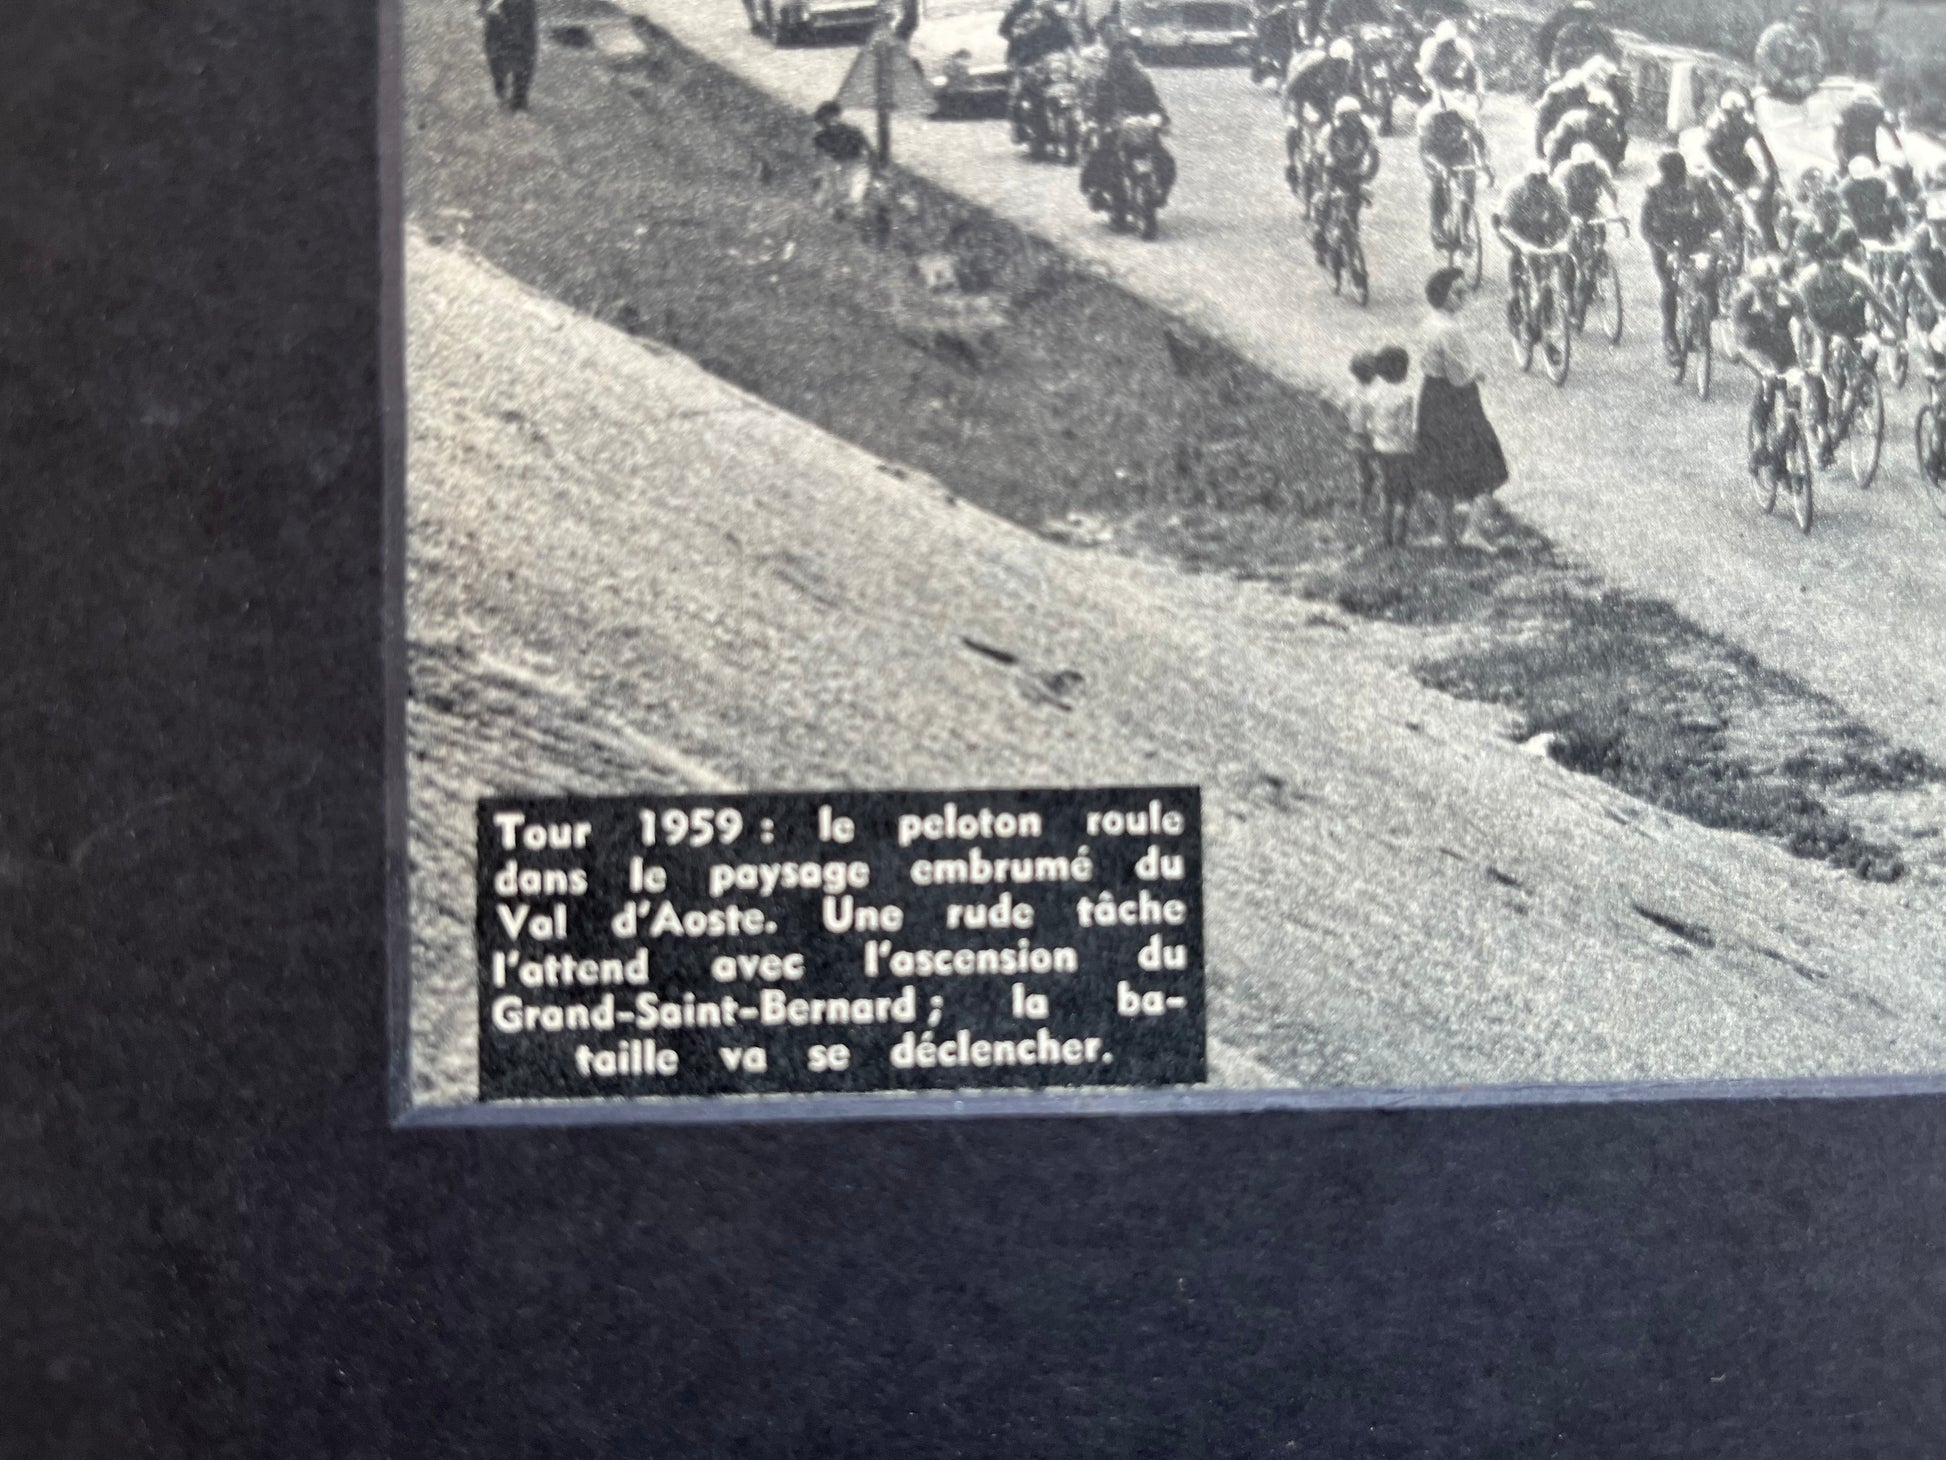 Tour 1959 : le peloton roule
dans le paysage embrumé du
Val d'Aoste. Une rude tâche
l'attend avec l'ascension du
Grand-Saint-Bernard ; la ba-
taille va se déclencher.